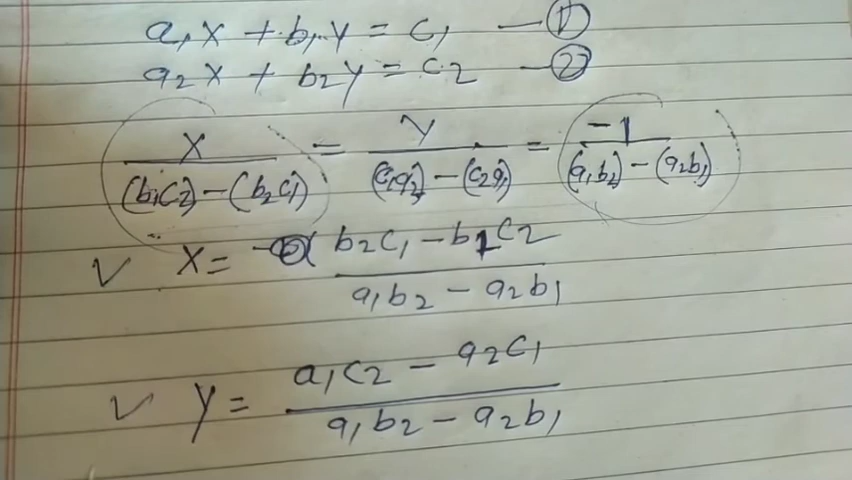 a₁x + b₁y = c₁ — ①
a₂x + b₂y = c₂ — ②
x/((b₁c₂) - (b₂c₁)) = y/((c₁a₂) - (c₂a₁)) = -1/((a₁b₂) - (a₂b₁))
✓ x = (b₂c₁ - b₁c₂)/(a₁b₂ - a₂b₁)
✓ y = (a₁c₂ - a₂c₁)/(a₁b₂ - a₂b₁)